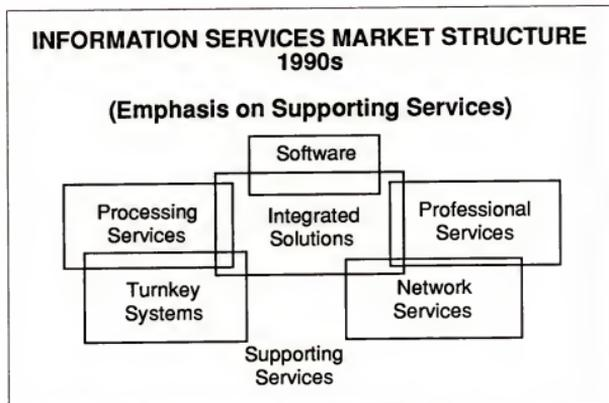 INFORMATION SERVICES MARKET STRUCTURE
1990s
(Emphasis on Supporting Services)
Software
Processing
Services
Integrated
Solutions
Professional
Services
Turnkey
Systems
Network
Services
Supporting
Services